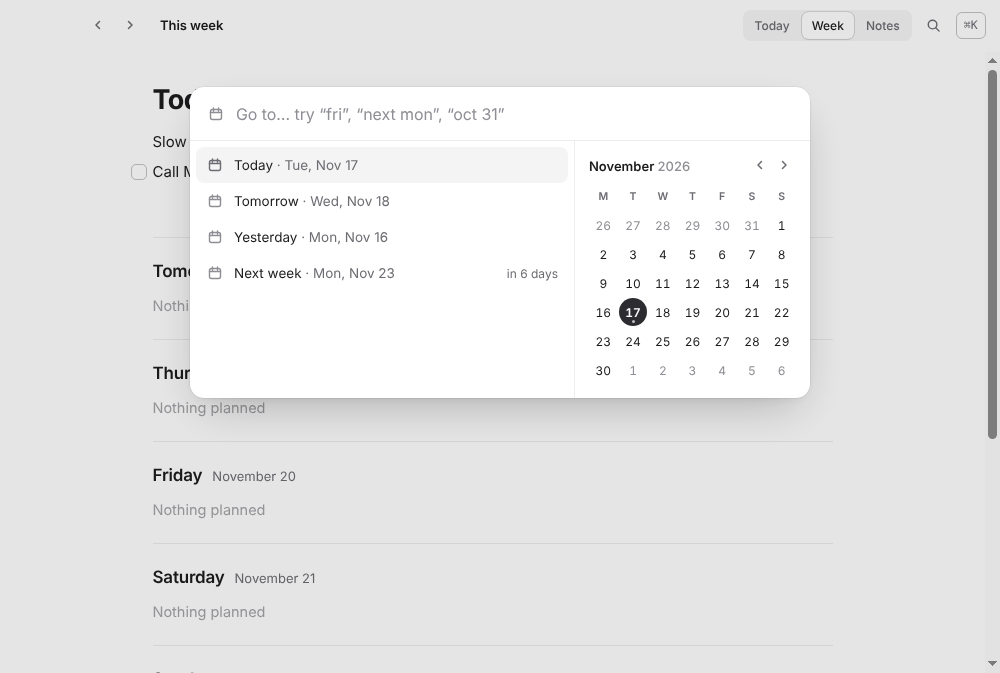 This week
Today Week Notes ⌘K
Slow
Call
Go to... try “fri”, “next mon”, “oct 31”
Today · Tue, Nov 17
Tomorrow · Wed, Nov 18
Yesterday · Mon, Nov 16
Next week · Mon, Nov 23 in 6 days
November 2026
M T W T F S S
26 27 28 29 30 31 1
2 3 4 5 6 7 8
9 10 11 12 13 14 15
16 17 18 19 20 21 22
23 24 25 26 27 28 29
30 1 2 3 4 5 6
Nothing planned
Friday November 20
Nothing planned
Saturday November 21
Nothing planned